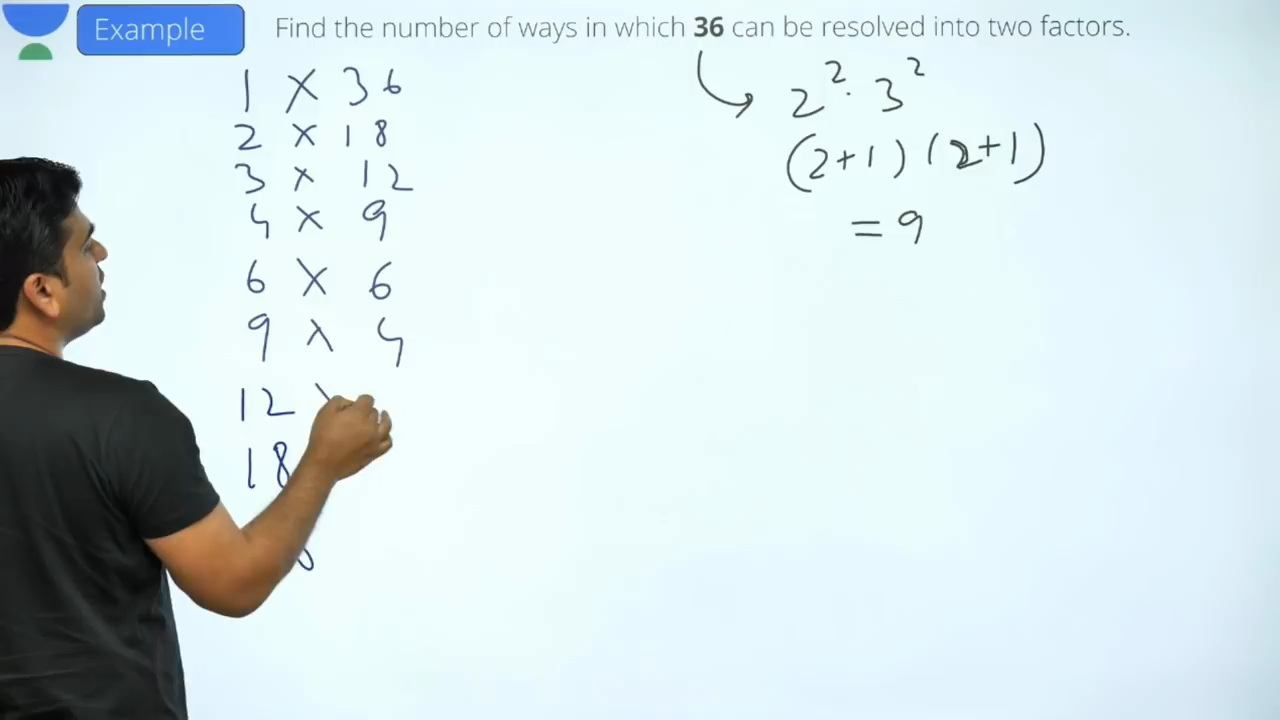 Example
Find the number of ways in which 36 can be resolved into two factors.
1 × 36
2 × 18
3 × 12
4 × 9
6 × 6
9 × 4
12
18
2² · 3²
(2+1) (2+1)
= 9